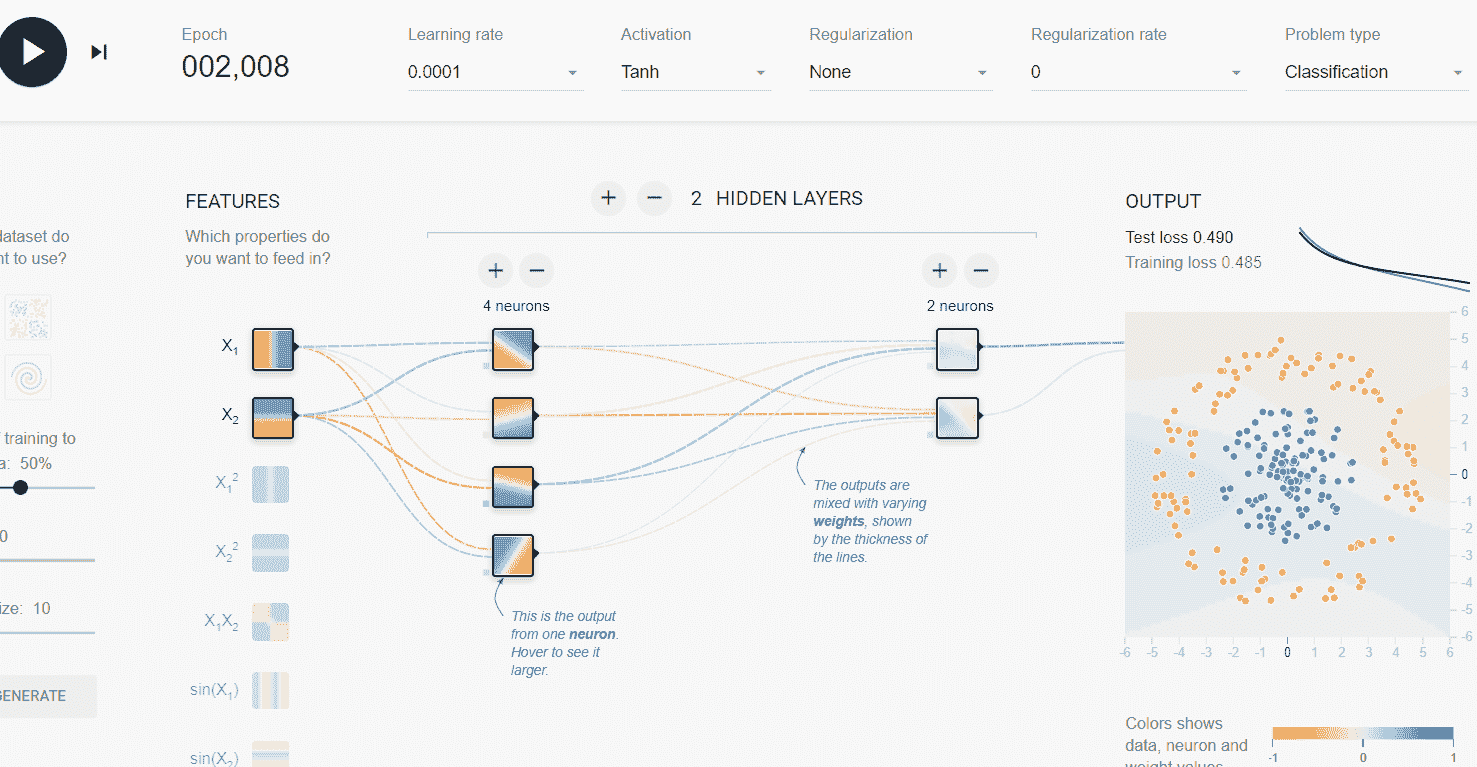 Epoch
002,008
Learning rate
0.0001
Activation
Tanh
Regularization
None
Regularization rate
0
Problem type
Classification
dataset do
nt to use?
training to
a: 50%
0
ize: 10
GENERATE
FEATURES
Which properties do
you want to feed in?
X1
X2
X1²
X2²
X1X2
sin(X1)
sin(X2)
+ − 2 HIDDEN LAYERS
+ −
4 neurons
+ −
2 neurons
The outputs are
mixed with varying
weights, shown
by the thickness of
the lines.
This is the output
from one neuron.
Hover to see it
larger.
OUTPUT
Test loss 0.490
Training loss 0.485
6
5
4
3
2
1
0
-1
-2
-3
-4
-5
-6
-6 -5 -4 -3 -2 -1 0 1 2 3 4 5 6
Colors shows
data, neuron and
weight values.
-1 0 1